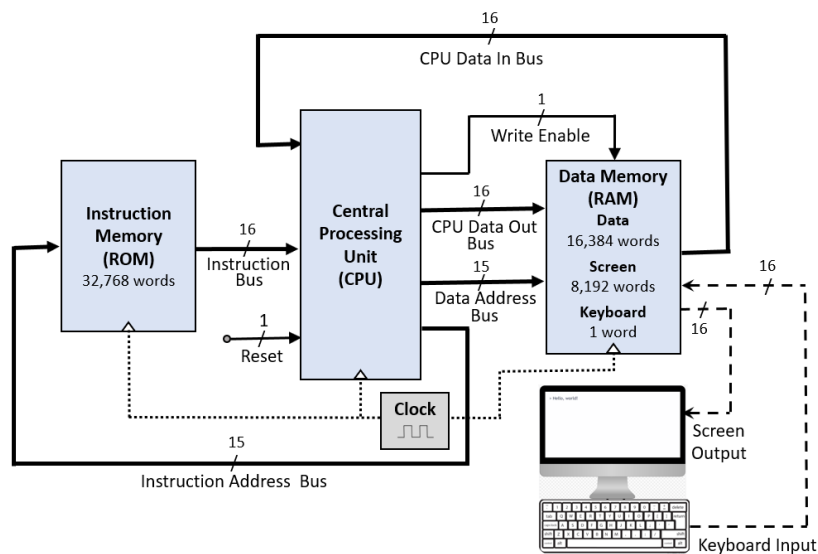 16
CPU Data In Bus
1
Write Enable
Instruction
Memory
(ROM)
32,768 words
16
Instruction
Bus
Central
Processing
Unit
(CPU)
16
CPU Data Out
Bus
15
Data Address
Bus
Data Memory
(RAM)
Data
16,384 words
Screen
8,192 words
Keyboard
1 word
16
16
1
Reset
Clock
15
Instruction Address Bus
Screen
Output
Keyboard Input